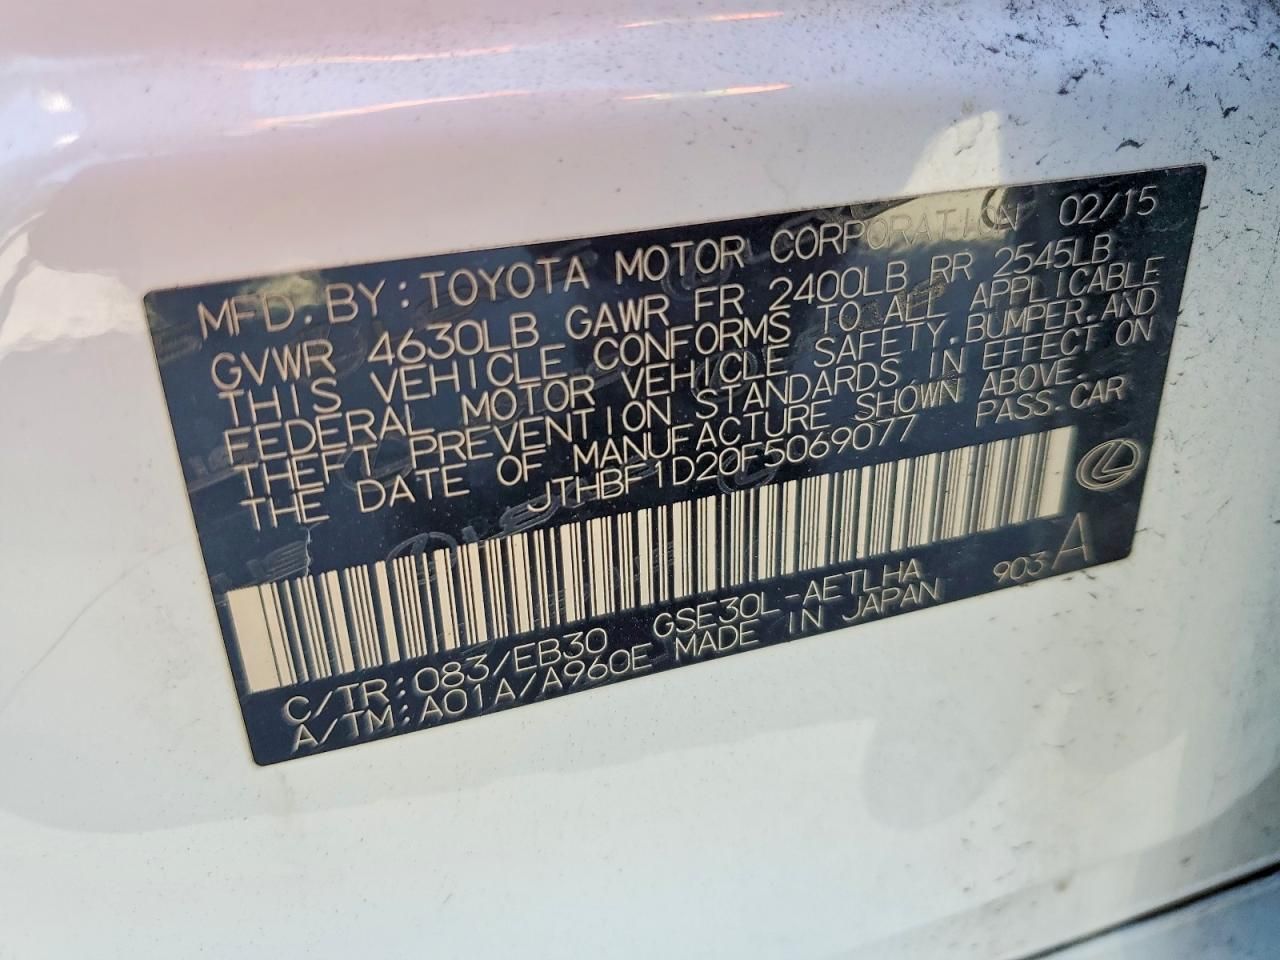 MFD. BY: TOYOTA MOTOR CORPORATION 02/15
GVWR 4630LB GAWR FR 2400LB RR 2545LB
THIS VEHICLE CONFORMS TO ALL APPLICABLE
FEDERAL MOTOR VEHICLE SAFETY, BUMPER, AND
THEFT PREVENTION STANDARDS IN EFFECT ON
THE DATE OF MANUFACTURE SHOWN ABOVE.
JTHBF1D20F5069077 PASS. CAR
C/TR: 083/EB30 GSE30L-AETLHA 903 A
A/TM: A01A/A960E MADE IN JAPAN